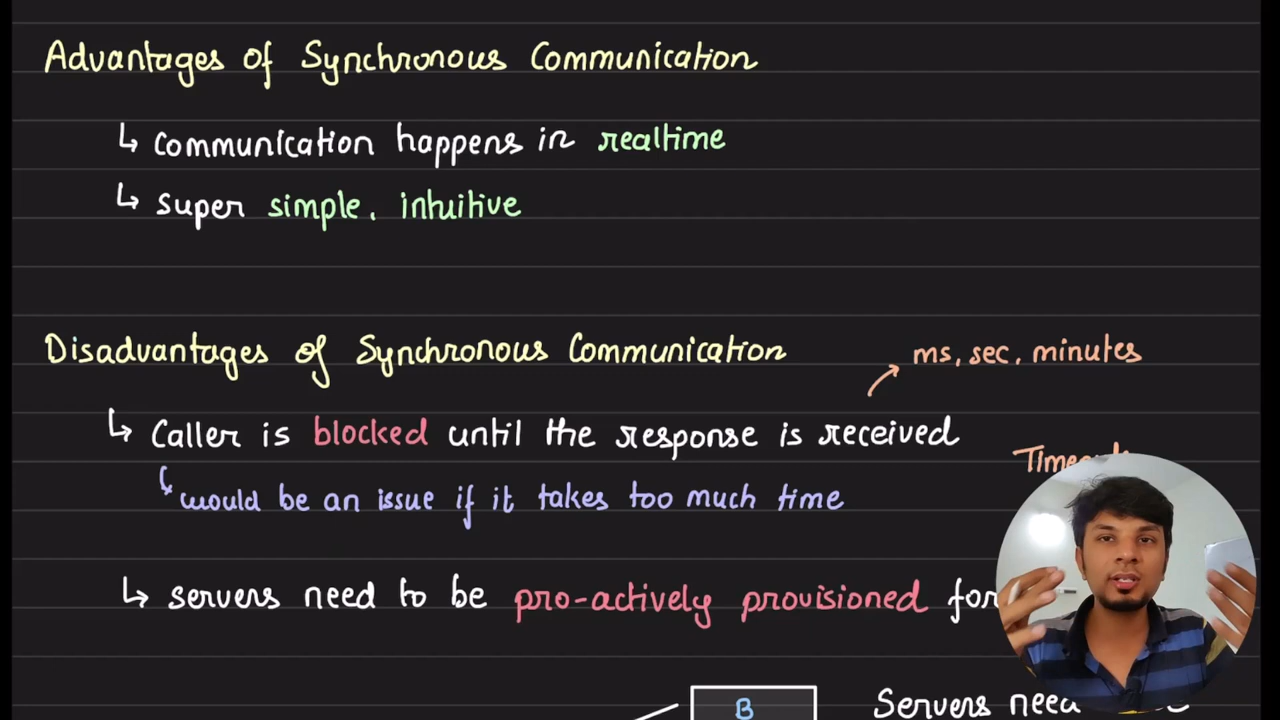 Advantages of Synchronous Communication
↳ Communication happens in realtime
↳ Super simple, intuitive
Disadvantages of Synchronous Communication
ms, sec, minutes
↳ Caller is blocked until the response is received
↳ would be an issue if it takes too much time
↳ Servers need to be pro-actively provisioned for
B
Servers need